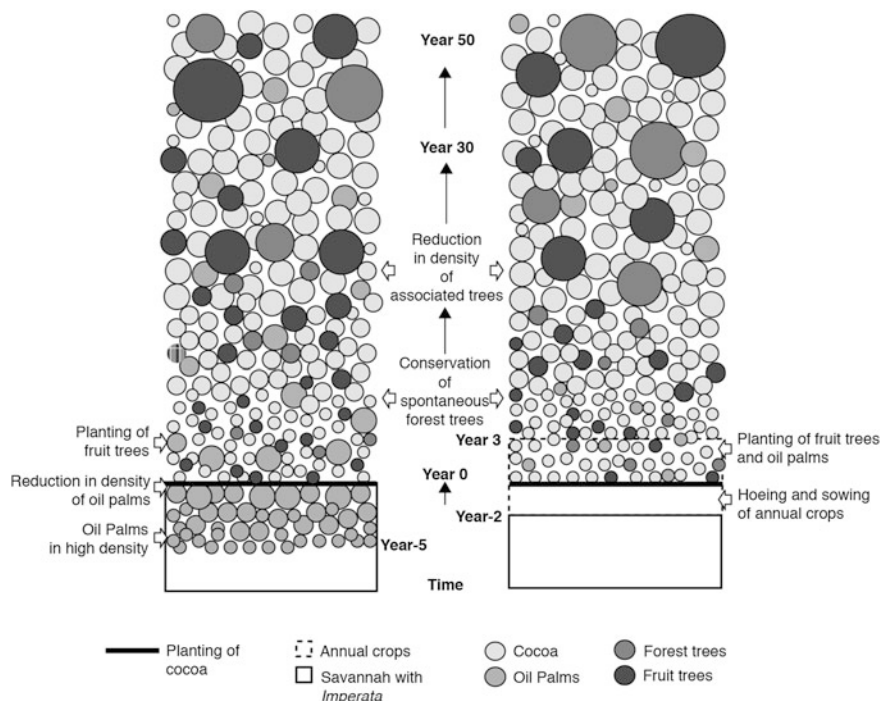 Year 50
Year 30
Reduction
in density
of
associated trees
Conservation
of
spontaneous
forest trees
Year 3
Planting of
fruit trees
Planting of fruit trees
and oil palms
Year 0
Reduction in density
of oil palms
Hoeing and sowing
of annual crops
Year-2
Oil Palms
in high density
Year-5
Time
Planting of
cocoa
Annual crops
Savannah with
Imperata
Cocoa
Oil Palms
Forest trees
Fruit trees